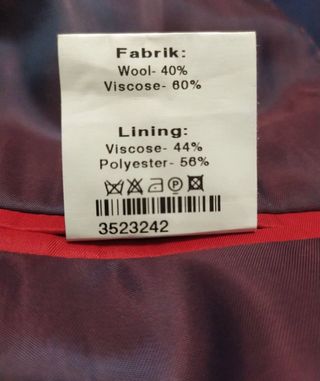 Fabrik:
Wool- 40%
Viscose- 60%
Lining:
Viscose- 44%
Polyester- 56%
P
3523242